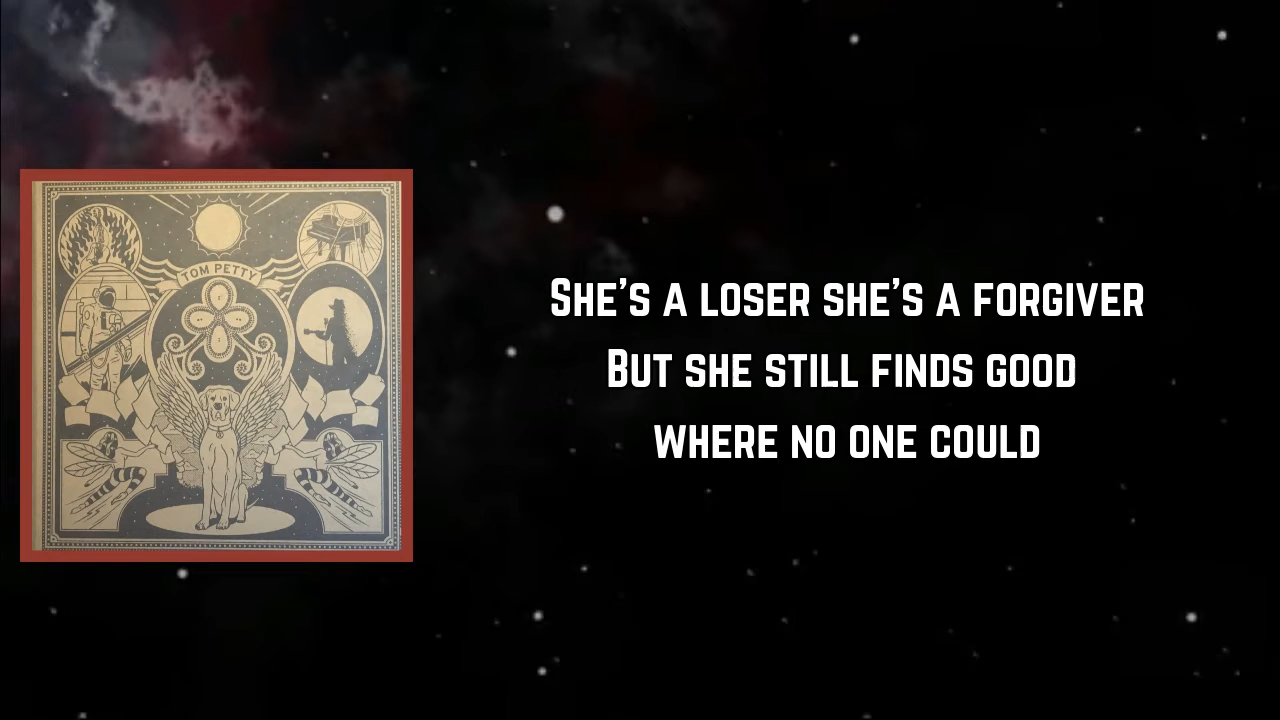 TOM PETTY
SHE'S A LOSER SHE'S A FORGIVER
BUT SHE STILL FINDS GOOD
WHERE NO ONE COULD